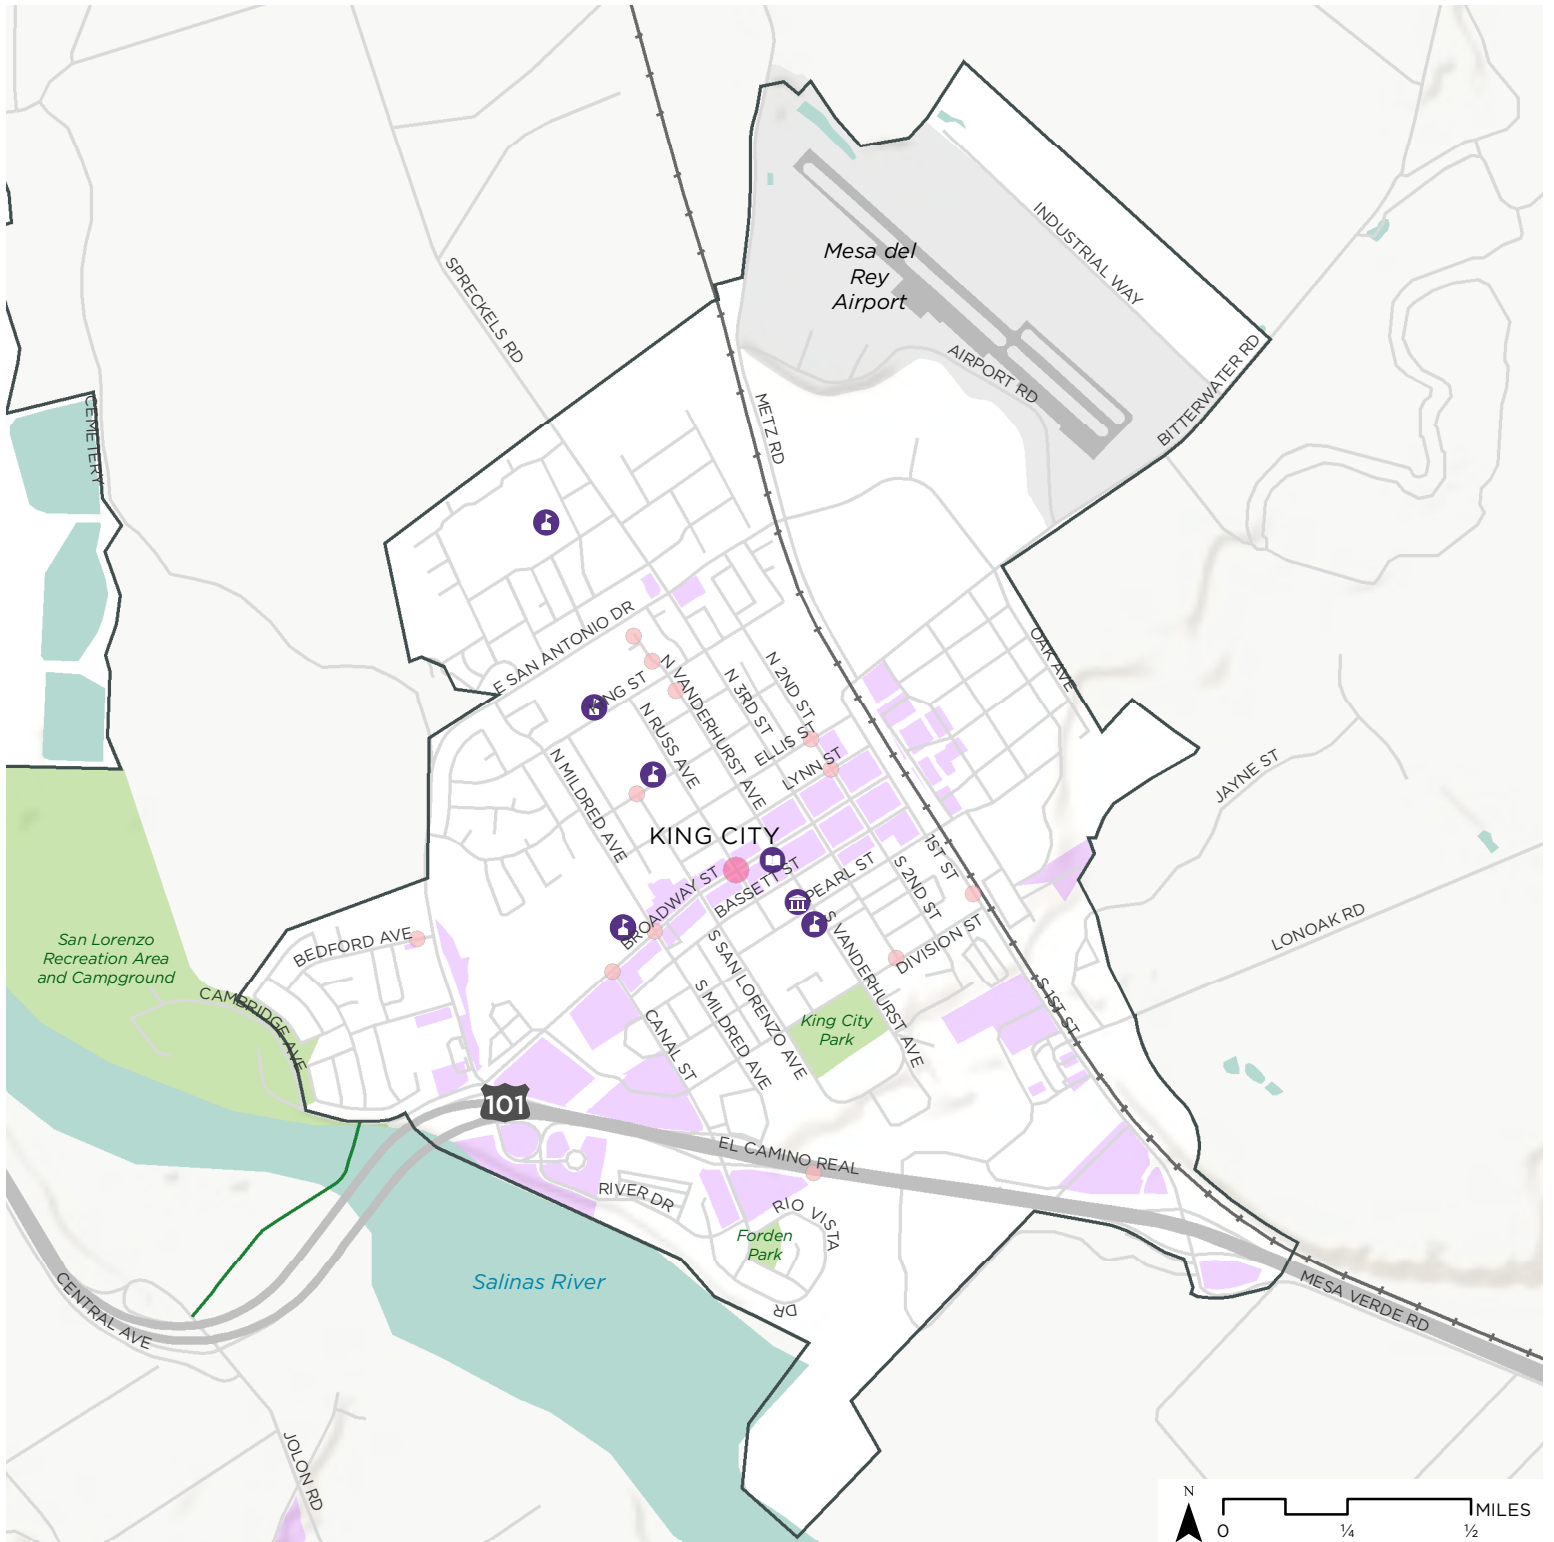 INDUSTRIAL WAY
Mesa del
Rey
Airport
SPRECKELS RD
AIRPORT RD
BITTERWATER RD
CEMETERY
METZ RD
E SAN ANTONIO DR
OAK AVE
KING ST
N VANDERHURST AVE
N 3RD ST
N 2ND ST
N RUSS AVE
ELLIS ST
LYNN ST
N MILDRED AVE
JAYNE ST
KING CITY
1ST ST
BROADWAY ST
BASSETT ST
PEARL ST
S 2ND ST
LONOAK RD
BEDFORD AVE
San Lorenzo
Recreation Area
and Campground
S VANDERHURST AVE
DIVISION ST
S SAN LORENZO AVE
S MILDRED AVE
CAMBRIDGE AVE
CANAL ST
King City
Park
S 1ST ST
101
EL CAMINO REAL
RIVER DR
RIO VISTA
DR
Forden
Park
Salinas River
CENTRAL AVE
MESA VERDE RD
JOLON RD
N
0
¼
½
MILES